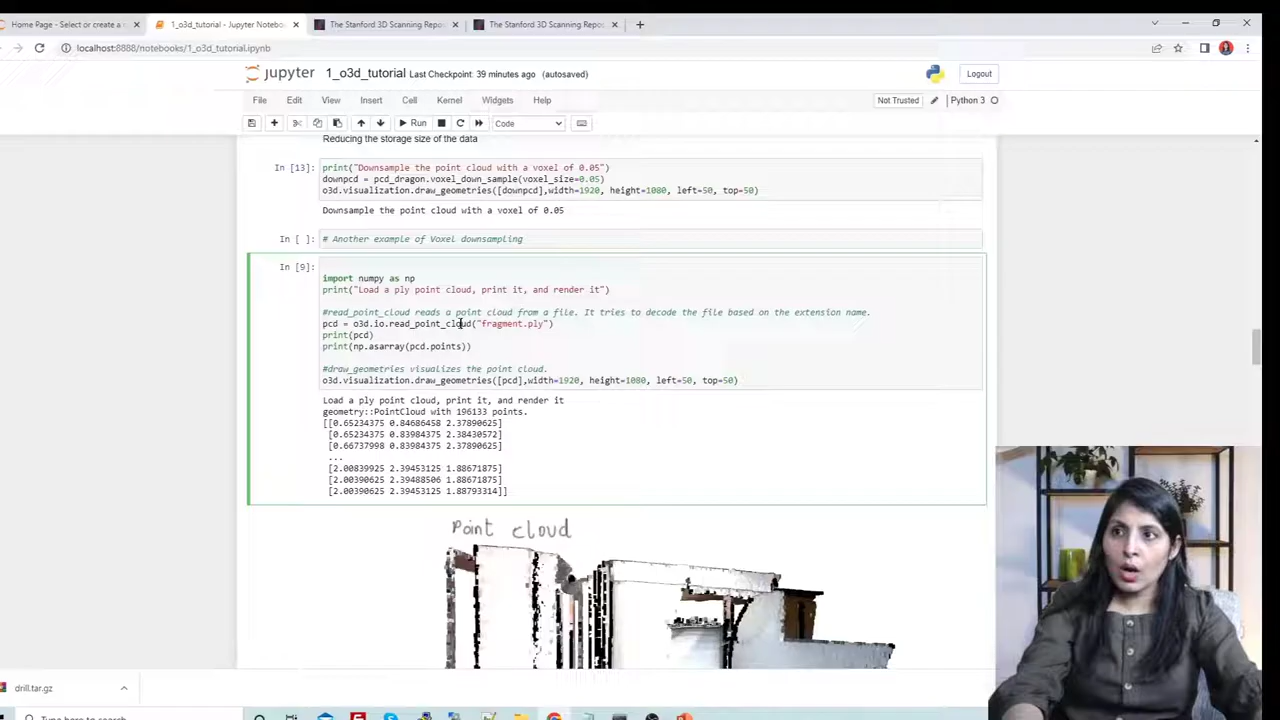 Home Page - Select or create a
1_o3d_tutorial - Jupyter Notebo
The Stanford 3D Scanning Repo
The Stanford 3D Scanning Repo
localhost:8888/notebooks/1_o3d_tutorial.ipynb
jupyter 1_o3d_tutorial Last Checkpoint: 39 minutes ago (autosaved)
Logout
File Edit View Insert Cell Kernel Widgets Help
Not Trusted Python 3
Run Code
Reducing the storage size of the data
In [13]: print("Downsample the point cloud with a voxel of 0.05")
downpcd = pcd_dragon.voxel_down_sample(voxel_size=0.05)
o3d.visualization.draw_geometries([downpcd],width=1920, height=1080, left=50, top=50)
Downsample the point cloud with a voxel of 0.05
In [ ]: # Another example of Voxel downsampling
In [9]:
import numpy as np
print("Load a ply point cloud, print it, and render it")
#read_point_cloud reads a point cloud from a file. It tries to decode the file based on the extension name.
pcd = o3d.io.read_point_cloud("fragment.ply")
print(pcd)
print(np.asarray(pcd.points))
#draw_geometries visualizes the point cloud.
o3d.visualization.draw_geometries([pcd],width=1920, height=1080, left=50, top=50)
Load a ply point cloud, print it, and render it
geometry::PointCloud with 196133 points.
[[0.65234375 0.84686458 2.37890625]
[0.65234375 0.83984375 2.38430572]
[0.66737998 0.83984375 2.37890625]
...
[2.00839925 2.39453125 1.88671875]
[2.00390625 2.39488506 1.88671875]
[2.00390625 2.39453125 1.88793314]]
Point cloud
drill.tar.gz
Type here to search